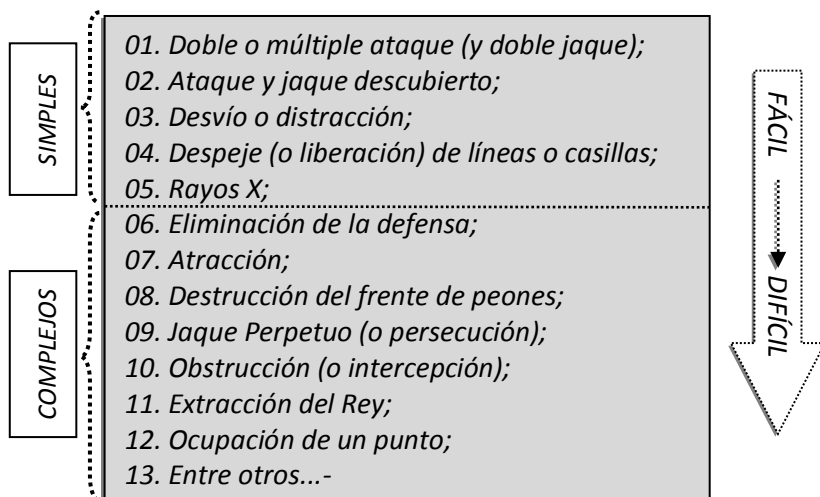 SIMPLES
01. Doble o múltiple ataque (y doble jaque);
02. Ataque y jaque descubierto;
03. Desvío o distracción;
04. Despeje (o liberación) de líneas o casillas;
05. Rayos X;
COMPLEJOS
06. Eliminación de la defensa;
07. Atracción;
08. Destrucción del frente de peones;
09. Jaque Perpetuo (o persecución);
10. Obstrucción (o intercepción);
11. Extracción del Rey;
12. Ocupación de un punto;
13. Entre otros...-
FÁCIL
DIFÍCIL